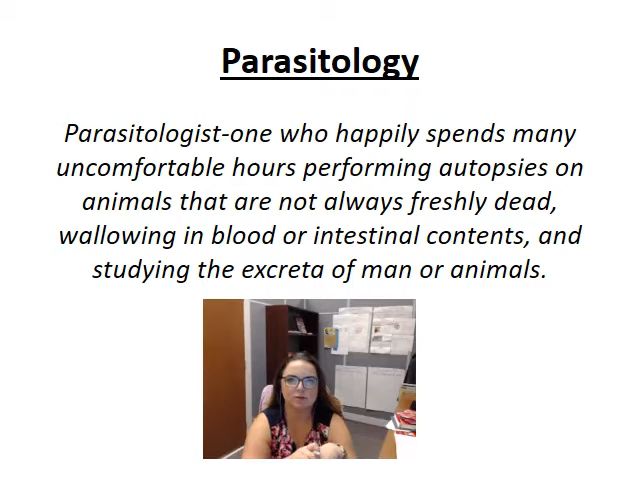 Parasitology
Parasitologist-one who happily spends many
uncomfortable hours performing autopsies on
animals that are not always freshly dead,
wallowing in blood or intestinal contents, and
studying the excreta of man or animals.